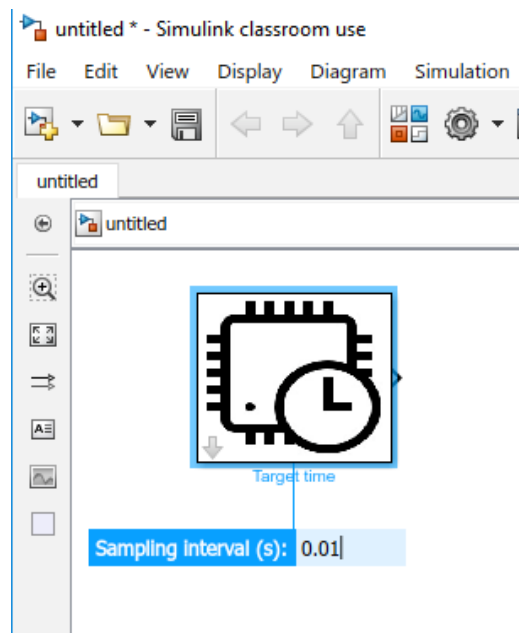 untitled * - Simulink classroom use
File Edit View Display Diagram Simulation
untitled
untitled
Target time
Sampling interval (s): 0.01